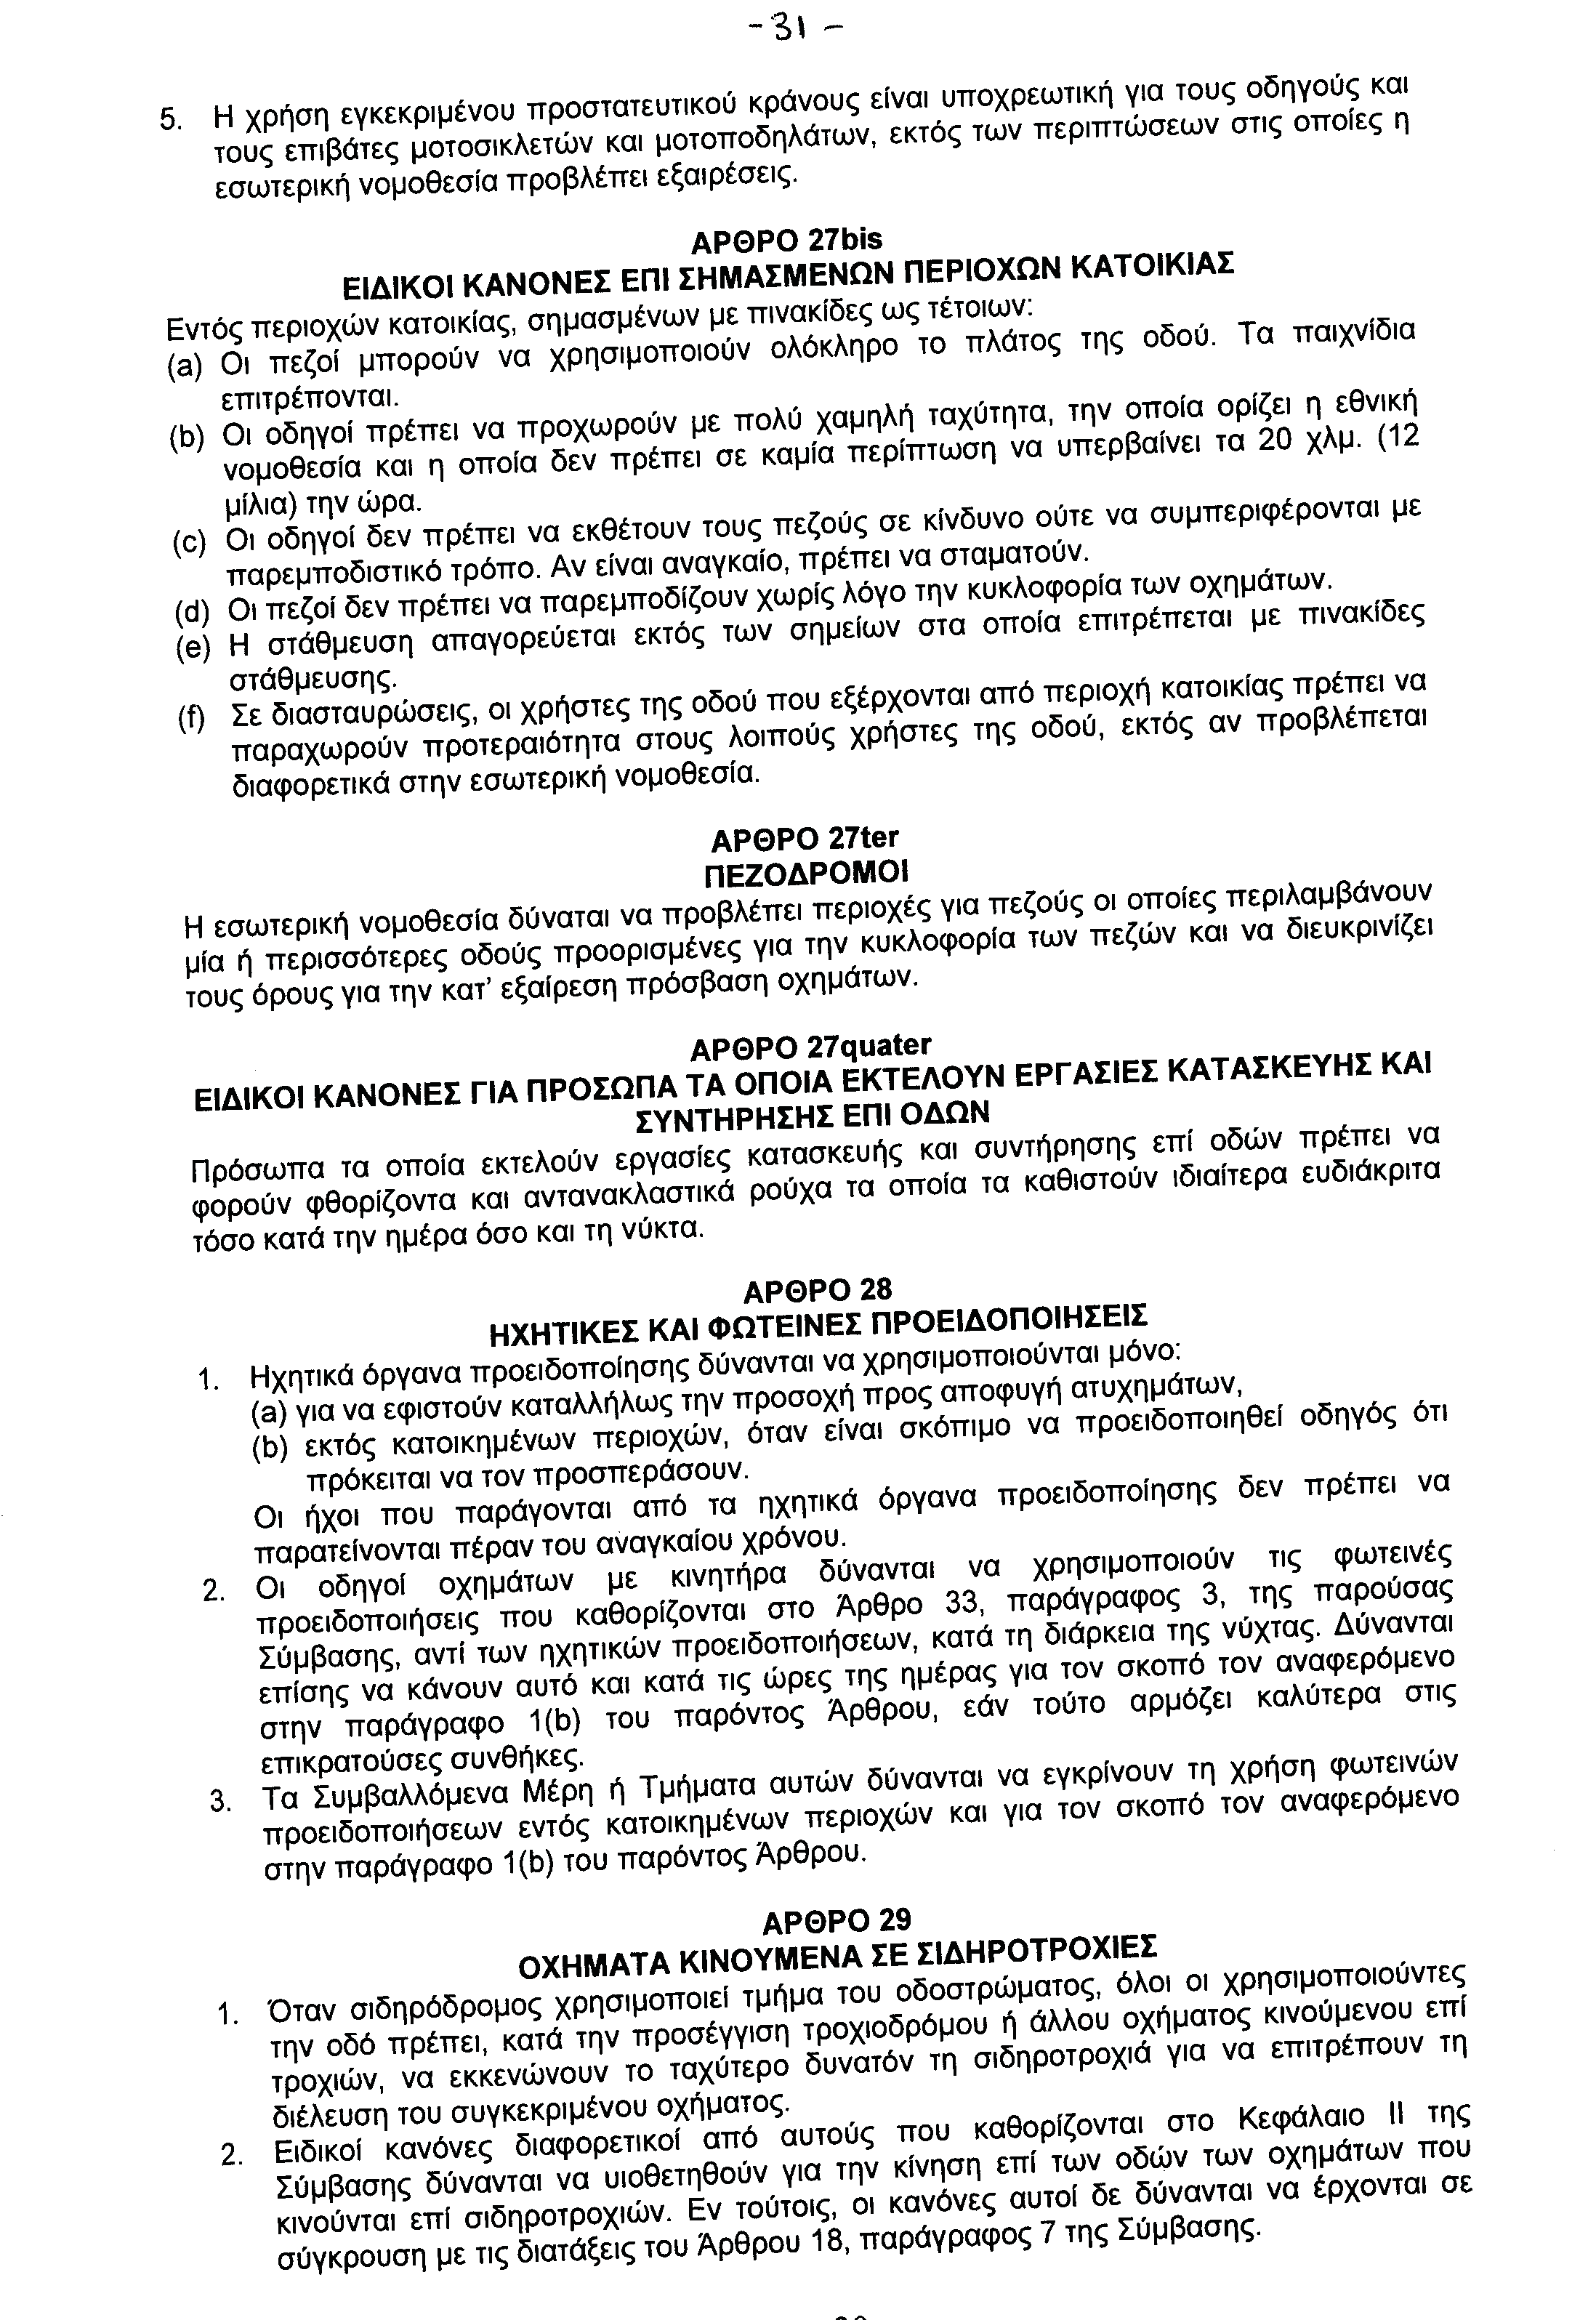 -31-
5. Η χρήση εγκεκριμένου προστατευτικού κράνους είναι υποχρεωτική για τους οδηγούς και
τους επιβάτες μοτοσικλετών και μοτοποδηλάτων, εκτός των περιπτώσεων στις οποίες η
εσωτερική νομοθεσία προβλέπει εξαιρέσεις.
ΑΡΘΡΟ 27bis
ΕΙΔΙΚΟΙ ΚΑΝΟΝΕΣ ΕΠΙ ΣΗΜΑΣΜΕΝΩΝ ΠΕΡΙΟΧΩΝ ΚΑΤΟΙΚΙΑΣ
Εντός περιοχών κατοικίας, σημασμένων με πινακίδες ως τέτοιων:
(a) Οι πεζοί μπορούν να χρησιμοποιούν ολόκληρο το πλάτος της οδού. Τα παιχνίδια
επιτρέπονται.
(b) Οι οδηγοί πρέπει να προχωρούν με πολύ χαμηλή ταχύτητα, την οποία ορίζει η εθνική
νομοθεσία και η οποία δεν πρέπει σε καμία περίπτωση να υπερβαίνει τα 20 χλμ. (12
μίλια) την ώρα.
(c) Οι οδηγοί δεν πρέπει να εκθέτουν τους πεζούς σε κίνδυνο ούτε να συμπεριφέρονται με
παρεμποδιστικό τρόπο. Αν είναι αναγκαίο, πρέπει να σταματούν.
(d) Οι πεζοί δεν πρέπει να παρεμποδίζουν χωρίς λόγο την κυκλοφορία των οχημάτων.
(e) Η στάθμευση απαγορεύεται εκτός των σημείων στα οποία επιτρέπεται με πινακίδες
στάθμευσης.
(f) Σε διασταυρώσεις, οι χρήστες της οδού που εξέρχονται από περιοχή κατοικίας πρέπει να
παραχωρούν προτεραιότητα στους λοιπούς χρήστες της οδού, εκτός αν προβλέπεται
διαφορετικά στην εσωτερική νομοθεσία.
ΑΡΘΡΟ 27ter
ΠΕΖΟΔΡΟΜΟΙ
Η εσωτερική νομοθεσία δύναται να προβλέπει περιοχές για πεζούς οι οποίες περιλαμβάνουν
μία ή περισσότερες οδούς προορισμένες για την κυκλοφορία των πεζών και να διευκρινίζει
τους όρους για την κατ' εξαίρεση πρόσβαση οχημάτων.
ΑΡΘΡΟ 27quater
ΕΙΔΙΚΟΙ ΚΑΝΟΝΕΣ ΓΙΑ ΠΡΟΣΩΠΑ ΤΑ ΟΠΟΙΑ ΕΚΤΕΛΟΥΝ ΕΡΓΑΣΙΕΣ ΚΑΤΑΣΚΕΥΗΣ ΚΑΙ
ΣΥΝΤΗΡΗΣΗΣ ΕΠΙ ΟΔΩΝ
Πρόσωπα τα οποία εκτελούν εργασίες κατασκευής και συντήρησης επί οδών πρέπει να
φορούν φθορίζοντα και αντανακλαστικά ρούχα τα οποία τα καθιστούν ιδιαίτερα ευδιάκριτα
τόσο κατά την ημέρα όσο και τη νύκτα.
ΑΡΘΡΟ 28
ΗΧΗΤΙΚΕΣ ΚΑΙ ΦΩΤΕΙΝΕΣ ΠΡΟΕΙΔΟΠΟΙΗΣΕΙΣ
1. Ηχητικά όργανα προειδοποίησης δύνανται να χρησιμοποιούνται μόνο:
(a) για να εφιστούν καταλλήλως την προσοχή προς αποφυγή ατυχημάτων,
(b) εκτός κατοικημένων περιοχών, όταν είναι σκόπιμο να προειδοποιηθεί οδηγός ότι
πρόκειται να τον προσπεράσουν.
Οι ήχοι που παράγονται από τα ηχητικά όργανα προειδοποίησης δεν πρέπει να
παρατείνονται πέραν του αναγκαίου χρόνου.
2. Οι οδηγοί οχημάτων με κινητήρα δύνανται να χρησιμοποιούν τις φωτεινές
προειδοποιήσεις που καθορίζονται στο Άρθρο 33, παράγραφος 3, της παρούσας
Σύμβασης, αντί των ηχητικών προειδοποιήσεων, κατά τη διάρκεια της νύχτας. Δύνανται
επίσης να κάνουν αυτό και κατά τις ώρες της ημέρας για τον σκοπό τον αναφερόμενο
στην παράγραφο 1(b) του παρόντος Άρθρου, εάν τούτο αρμόζει καλύτερα στις
επικρατούσες συνθήκες.
3. Τα Συμβαλλόμενα Μέρη ή Τμήματα αυτών δύνανται να εγκρίνουν τη χρήση φωτεινών
προειδοποιήσεων εντός κατοικημένων περιοχών και για τον σκοπό τον αναφερόμενο
στην παράγραφο 1(b) του παρόντος Άρθρου.
ΑΡΘΡΟ 29
ΟΧΗΜΑΤΑ ΚΙΝΟΥΜΕΝΑ ΣΕ ΣΙΔΗΡΟΤΡΟΧΙΕΣ
1. Όταν σιδηρόδρομος χρησιμοποιεί τμήμα του οδοστρώματος, όλοι οι χρησιμοποιούντες
την οδό πρέπει, κατά την προσέγγιση τροχιοδρόμου ή άλλου οχήματος κινούμενου επί
τροχιών, να εκκενώνουν το ταχύτερο δυνατόν τη σιδηροτροχιά για να επιτρέπουν τη
διέλευση του συγκεκριμένου οχήματος.
2. Ειδικοί κανόνες διαφορετικοί από αυτούς που καθορίζονται στο Κεφάλαιο ΙΙ της
Σύμβασης δύνανται να υιοθετηθούν για την κίνηση επί των οδών των οχημάτων που
κινούνται επί σιδηροτροχιών. Εν τούτοις, οι κανόνες αυτοί δε δύνανται να έρχονται σε
σύγκρουση με τις διατάξεις του Άρθρου 18, παράγραφος 7 της Σύμβασης.